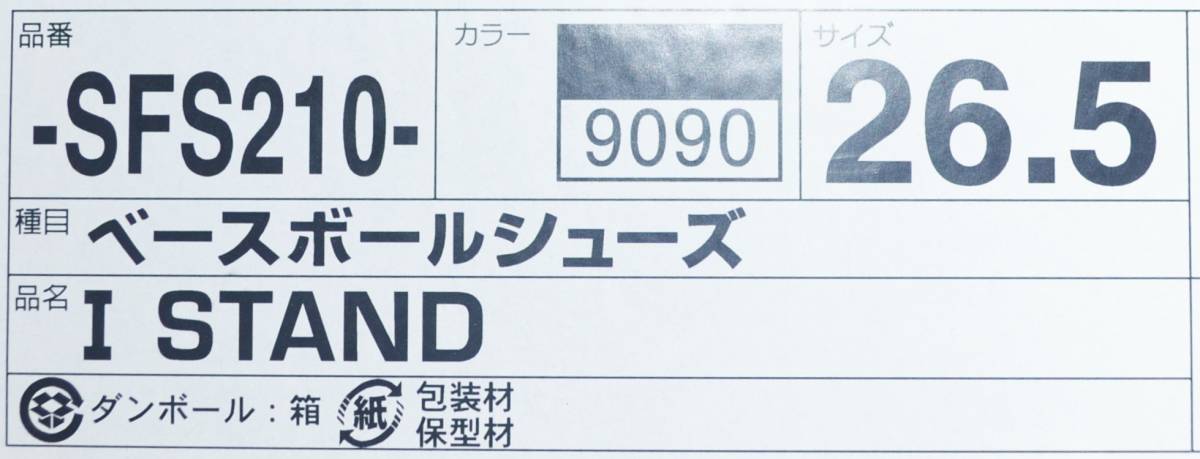 品番
-SFS210-
カラー
9090
サイズ
26.5
種目 ベースボールシューズ
品名 I STAND
ダンボール：箱
紙
包装材
保型材